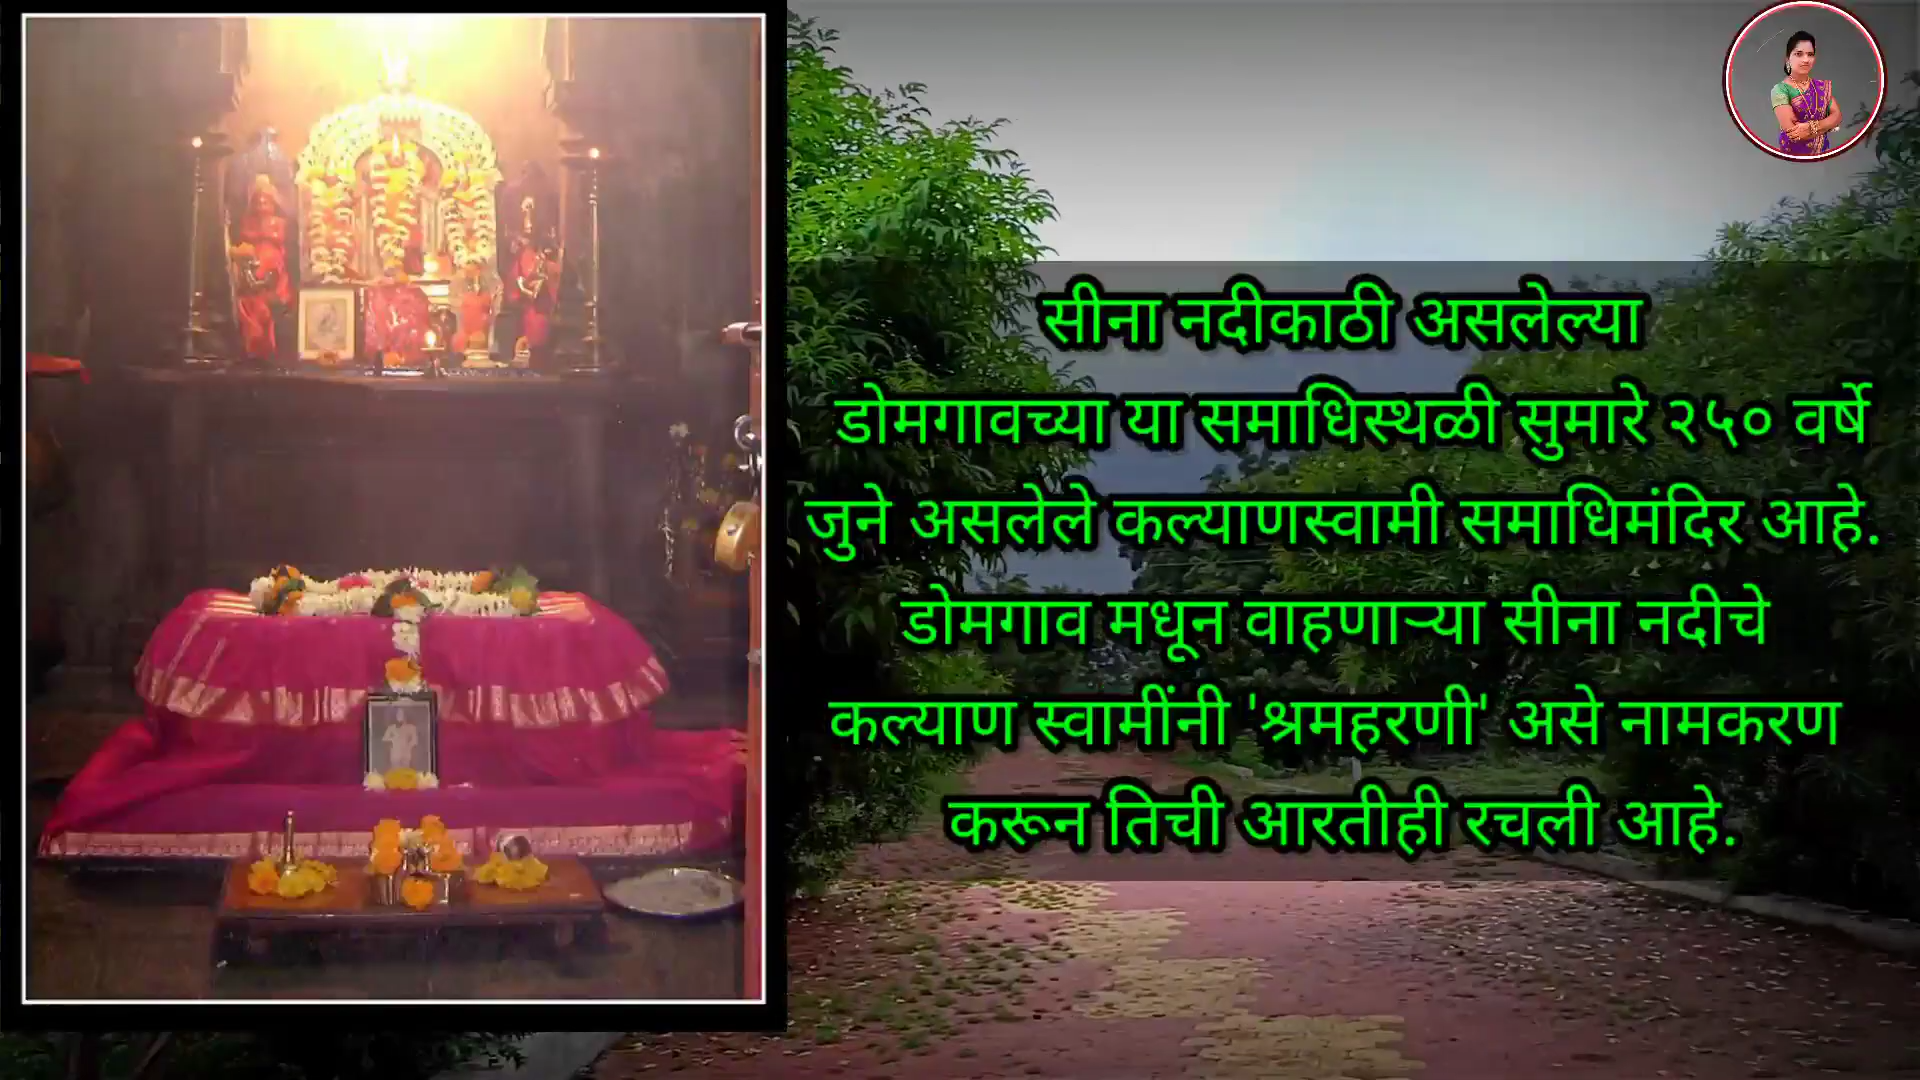 सीना नदीकाठी असलेल्या
डोमगावच्या या समाधिस्थळी सुमारे २५० वर्षे
जुने असलेले कल्याणस्वामी समाधिमंदिर आहे.
डोमगाव मधून वाहणाऱ्या सीना नदीचे
कल्याण स्वामींनी 'श्रमहरणी' असे नामकरण
करून तिची आरतीही रचली आहे.